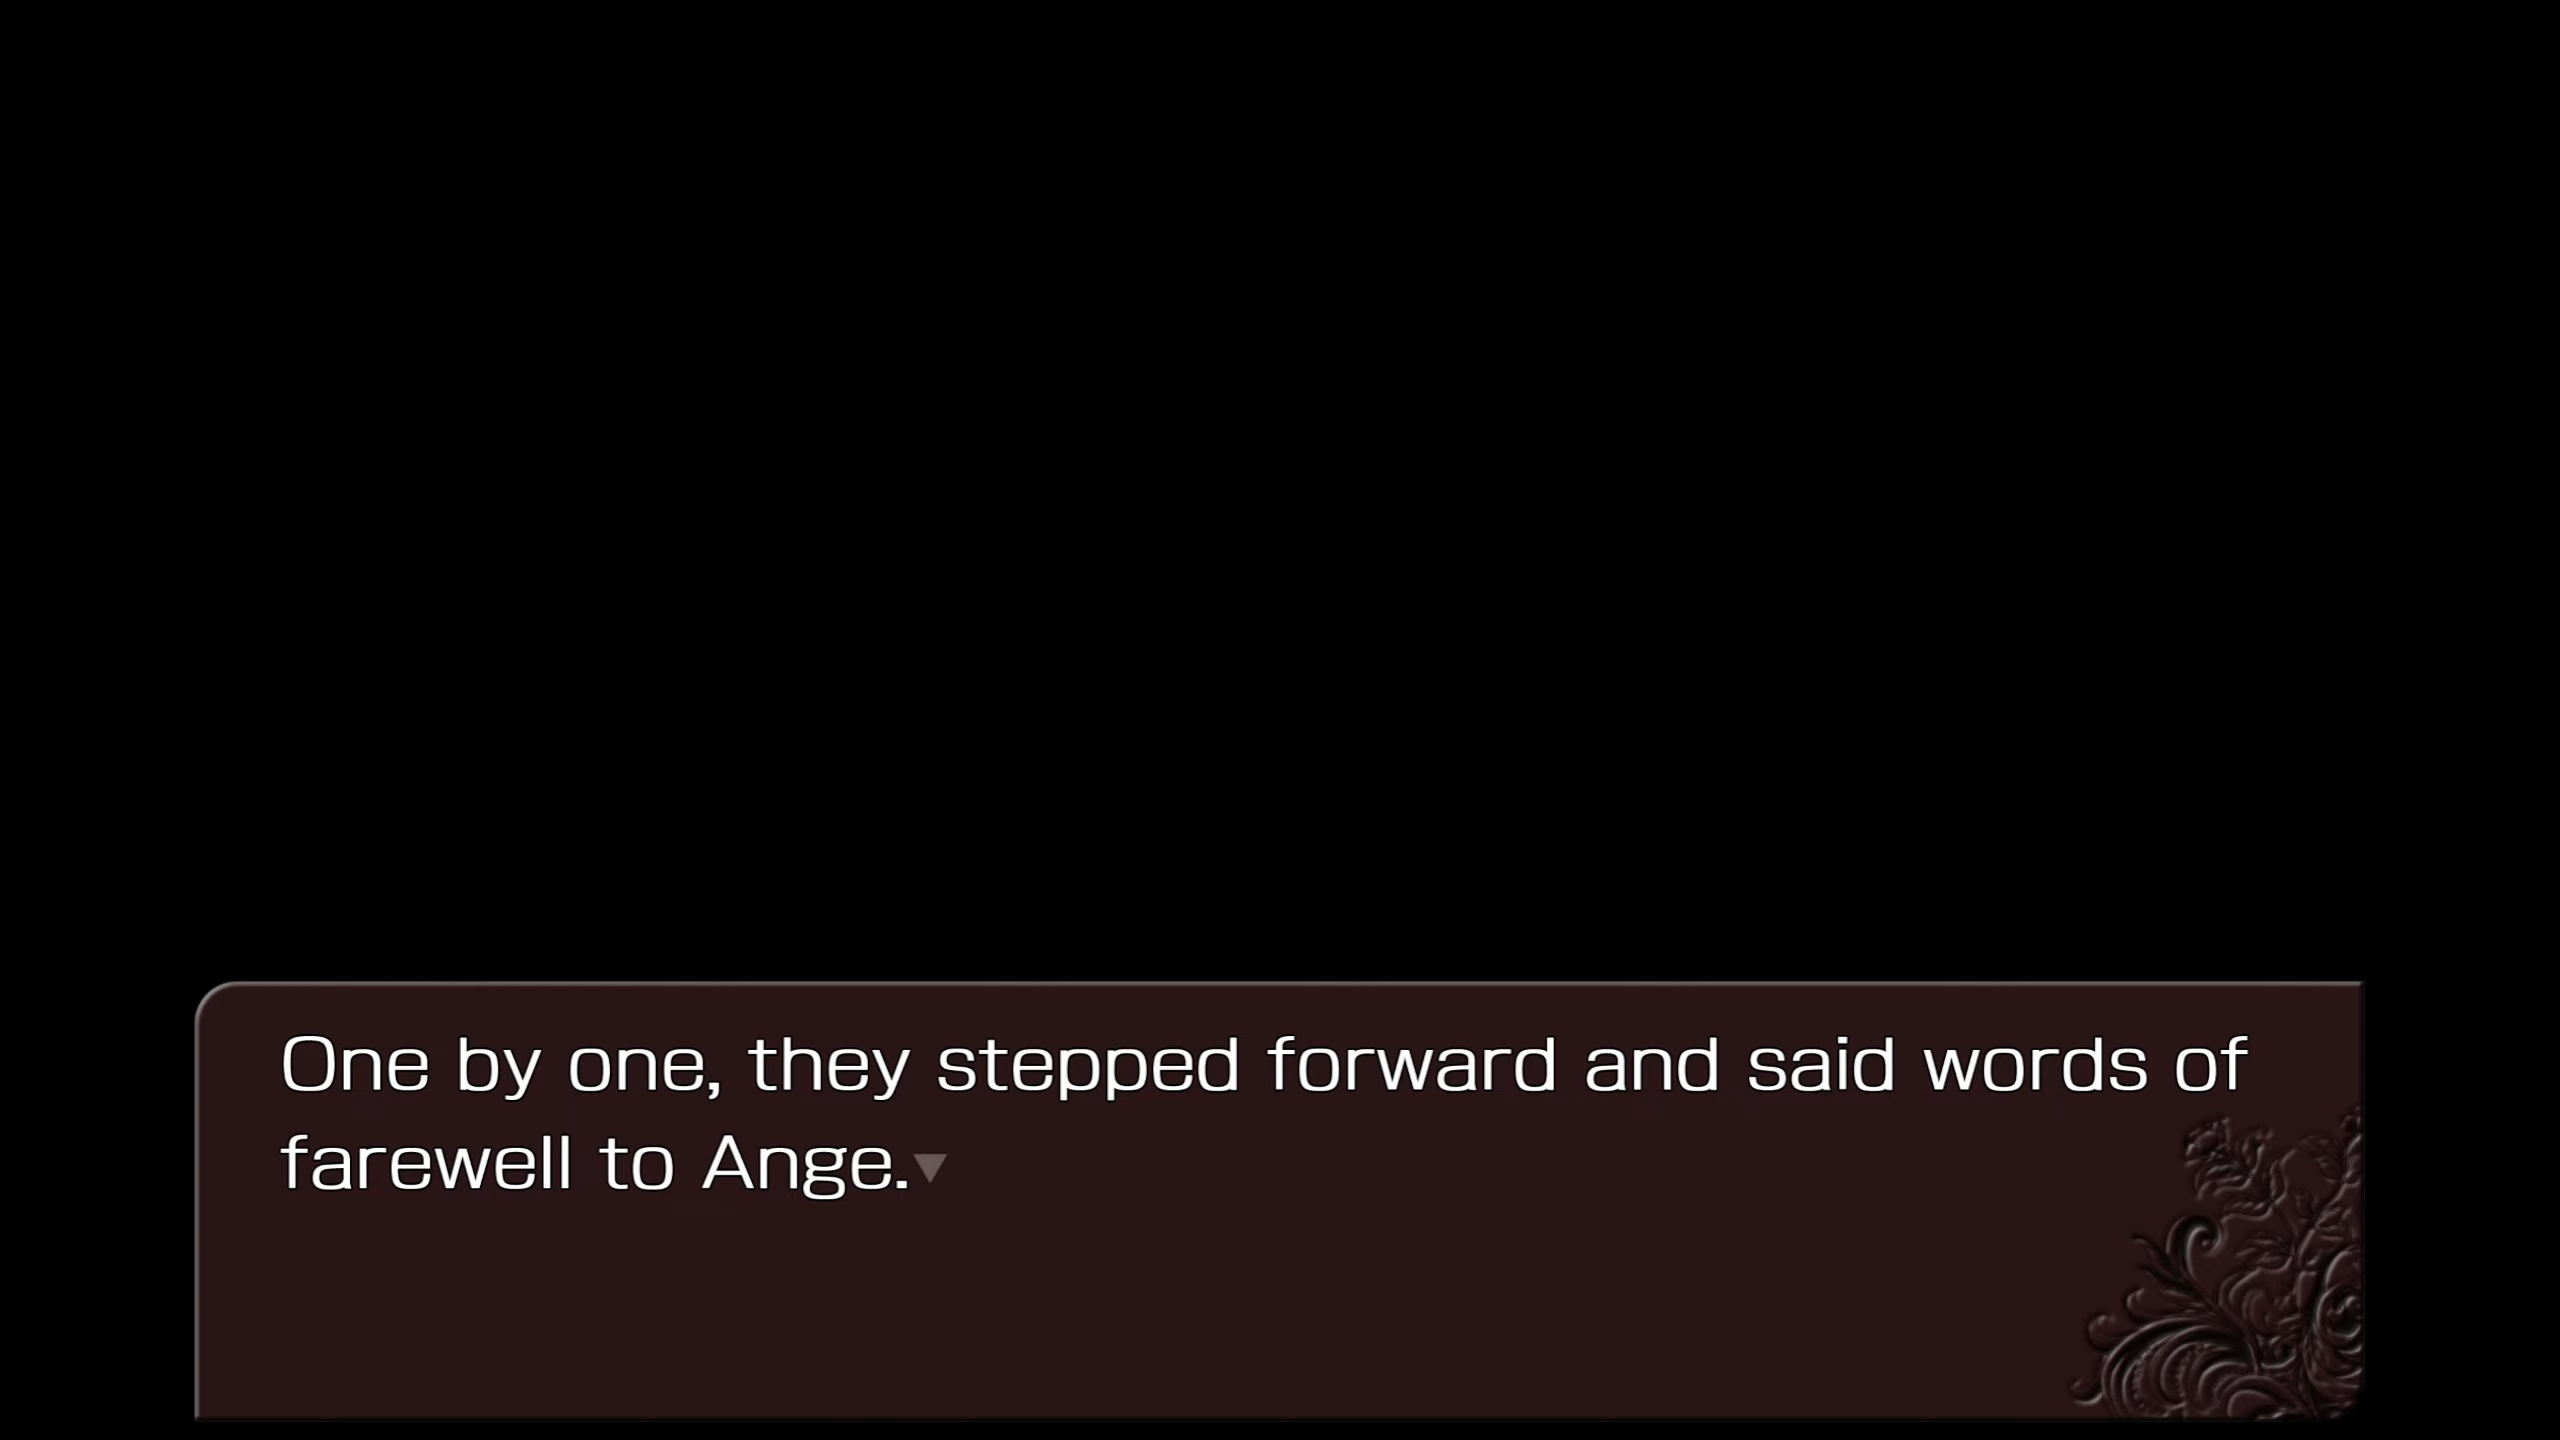 One by one, they stepped forward and said words of
farewell to Ange.